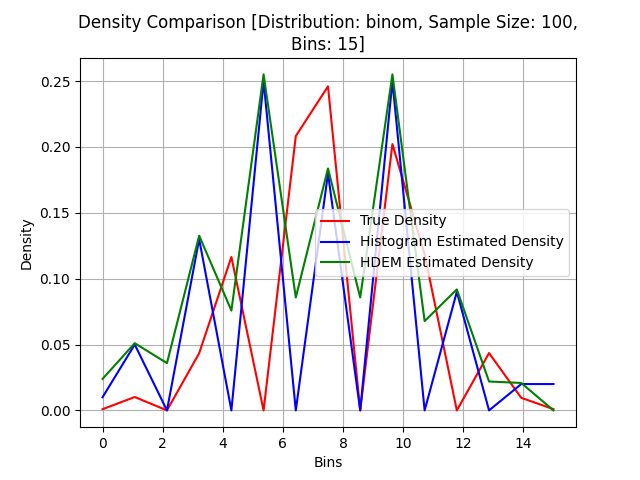 Density Comparison [Distribution: binom, Sample Size: 100,
Bins: 15]
0.25
0.20
0.15
0.10
0.05
0.00
Density
True Density
Histogram Estimated Density
HDEM Estimated Density
0 2 4 6 8 10 12 14
Bins